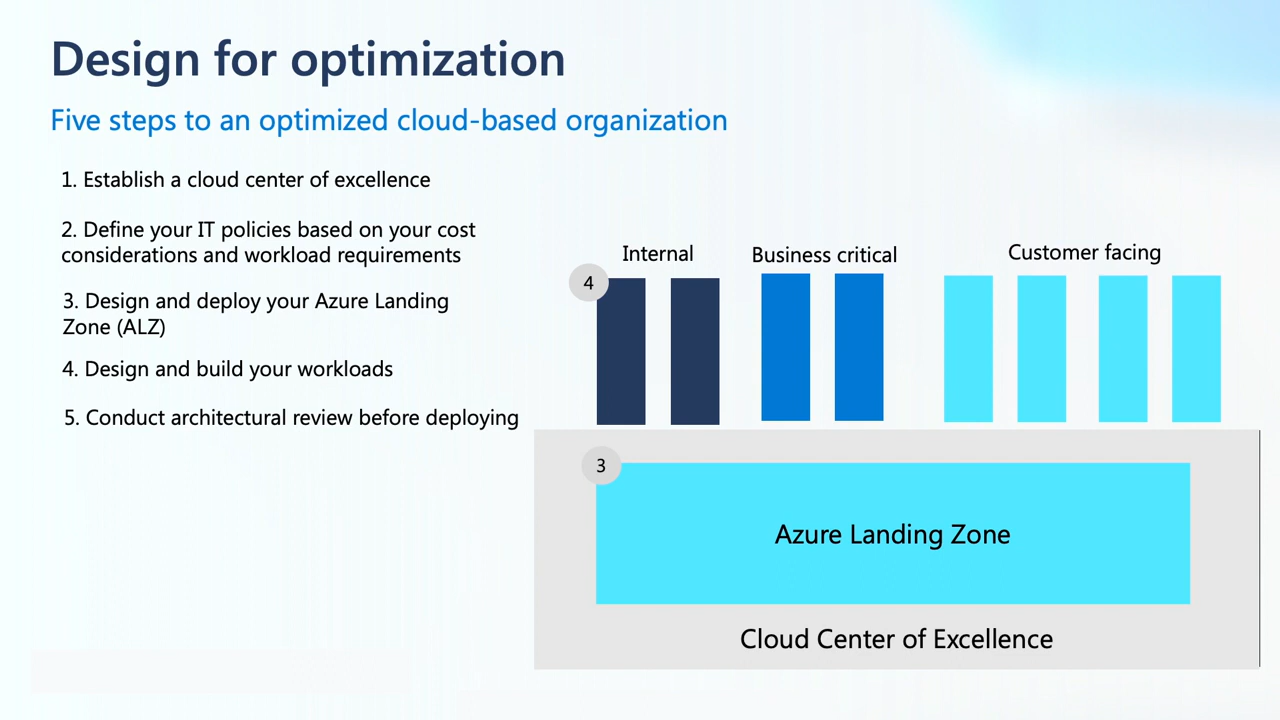 Design for optimization
Five steps to an optimized cloud-based organization
1. Establish a cloud center of excellence
2. Define your IT policies based on your cost
considerations and workload requirements
3. Design and deploy your Azure Landing
Zone (ALZ)
4. Design and build your workloads
5. Conduct architectural review before deploying
Internal
Business critical
Customer facing
4
3
Azure Landing Zone
Cloud Center of Excellence